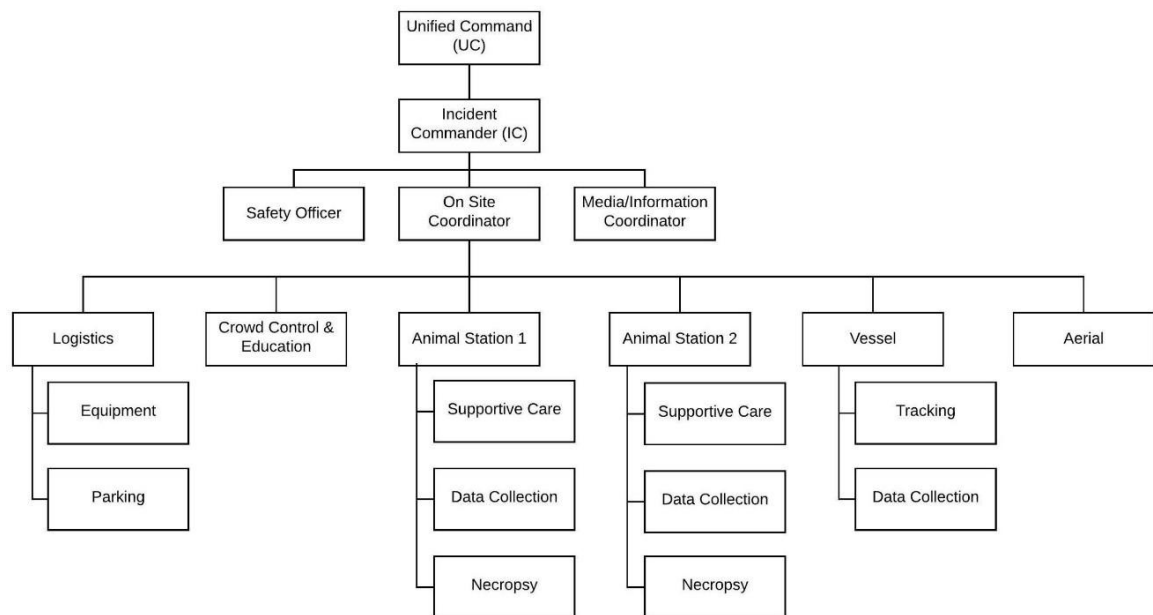 Unified Command
(UC)
Incident
Commander (IC)
Safety Officer
On Site
Coordinator
Media/Information
Coordinator
Logistics
Crowd Control &
Education
Animal Station 1
Animal Station 2
Vessel
Aerial
Equipment
Supportive Care
Supportive Care
Tracking
Parking
Data Collection
Data Collection
Data Collection
Necropsy
Necropsy